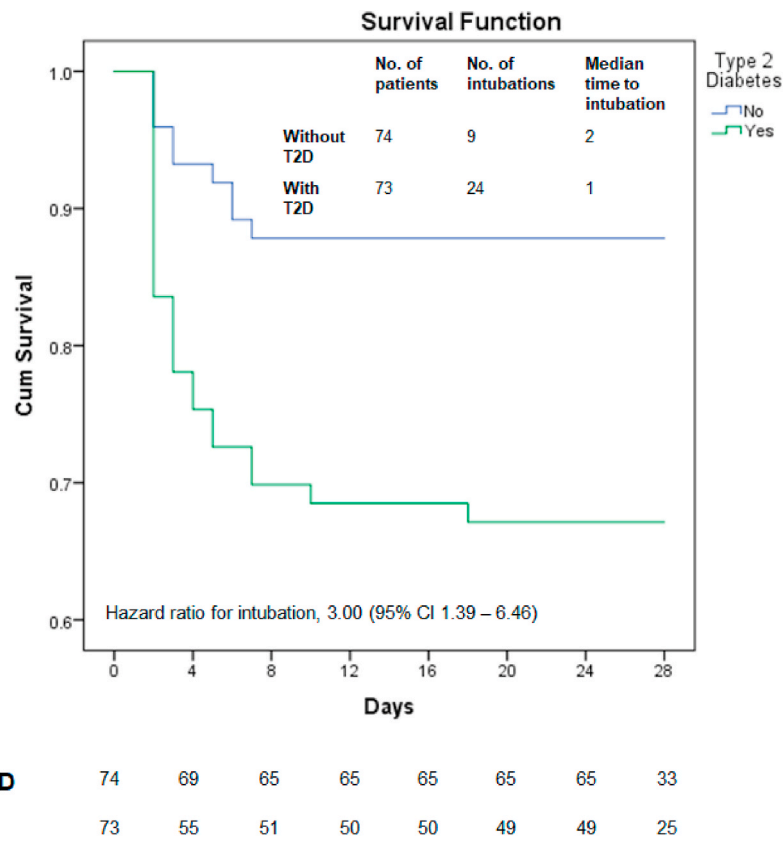 Survival Function
No. of patients No. of intubations Median time to intubation
Without T2D 74 9 2
With T2D 73 24 1
Type 2 Diabetes
No
Yes
1.0
0.9
0.8
0.7
0.6
Cum Survival
Hazard ratio for intubation, 3.00 (95% CI 1.39 – 6.46)
0 4 8 12 16 20 24 28
Days
D 74 69 65 65 65 65 65 33
73 55 51 50 50 49 49 25